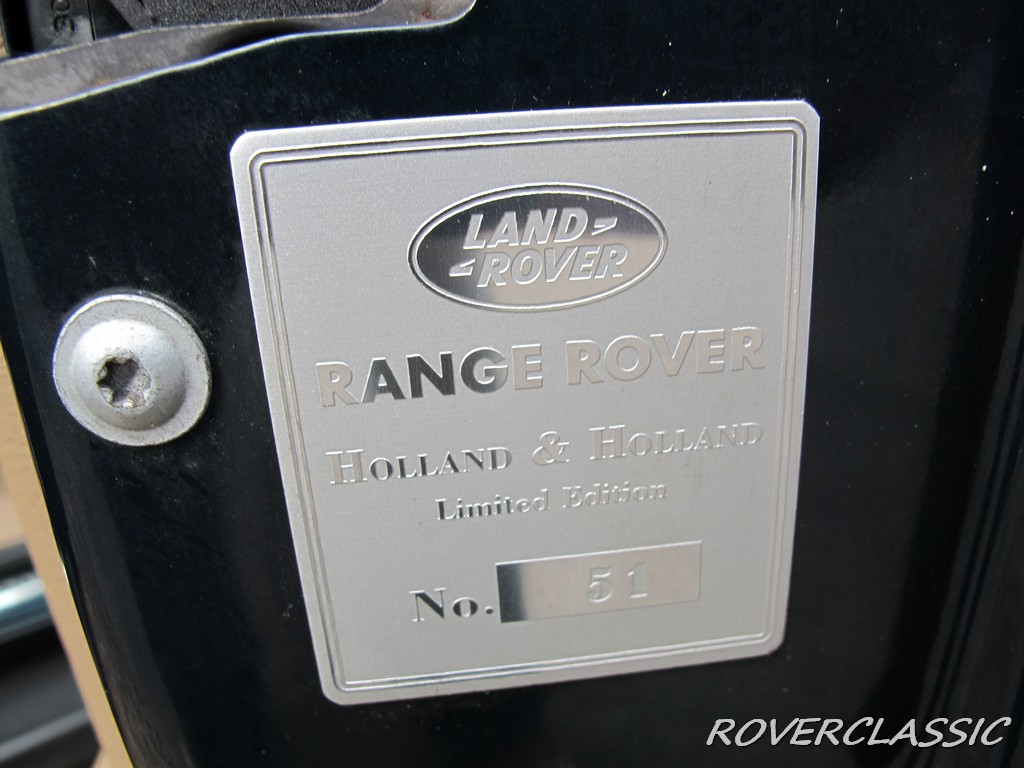 LAND
ROVER
RANGE ROVER
HOLLAND & HOLLAND
Limited Edition
No. 51
ROVERCLASSIC